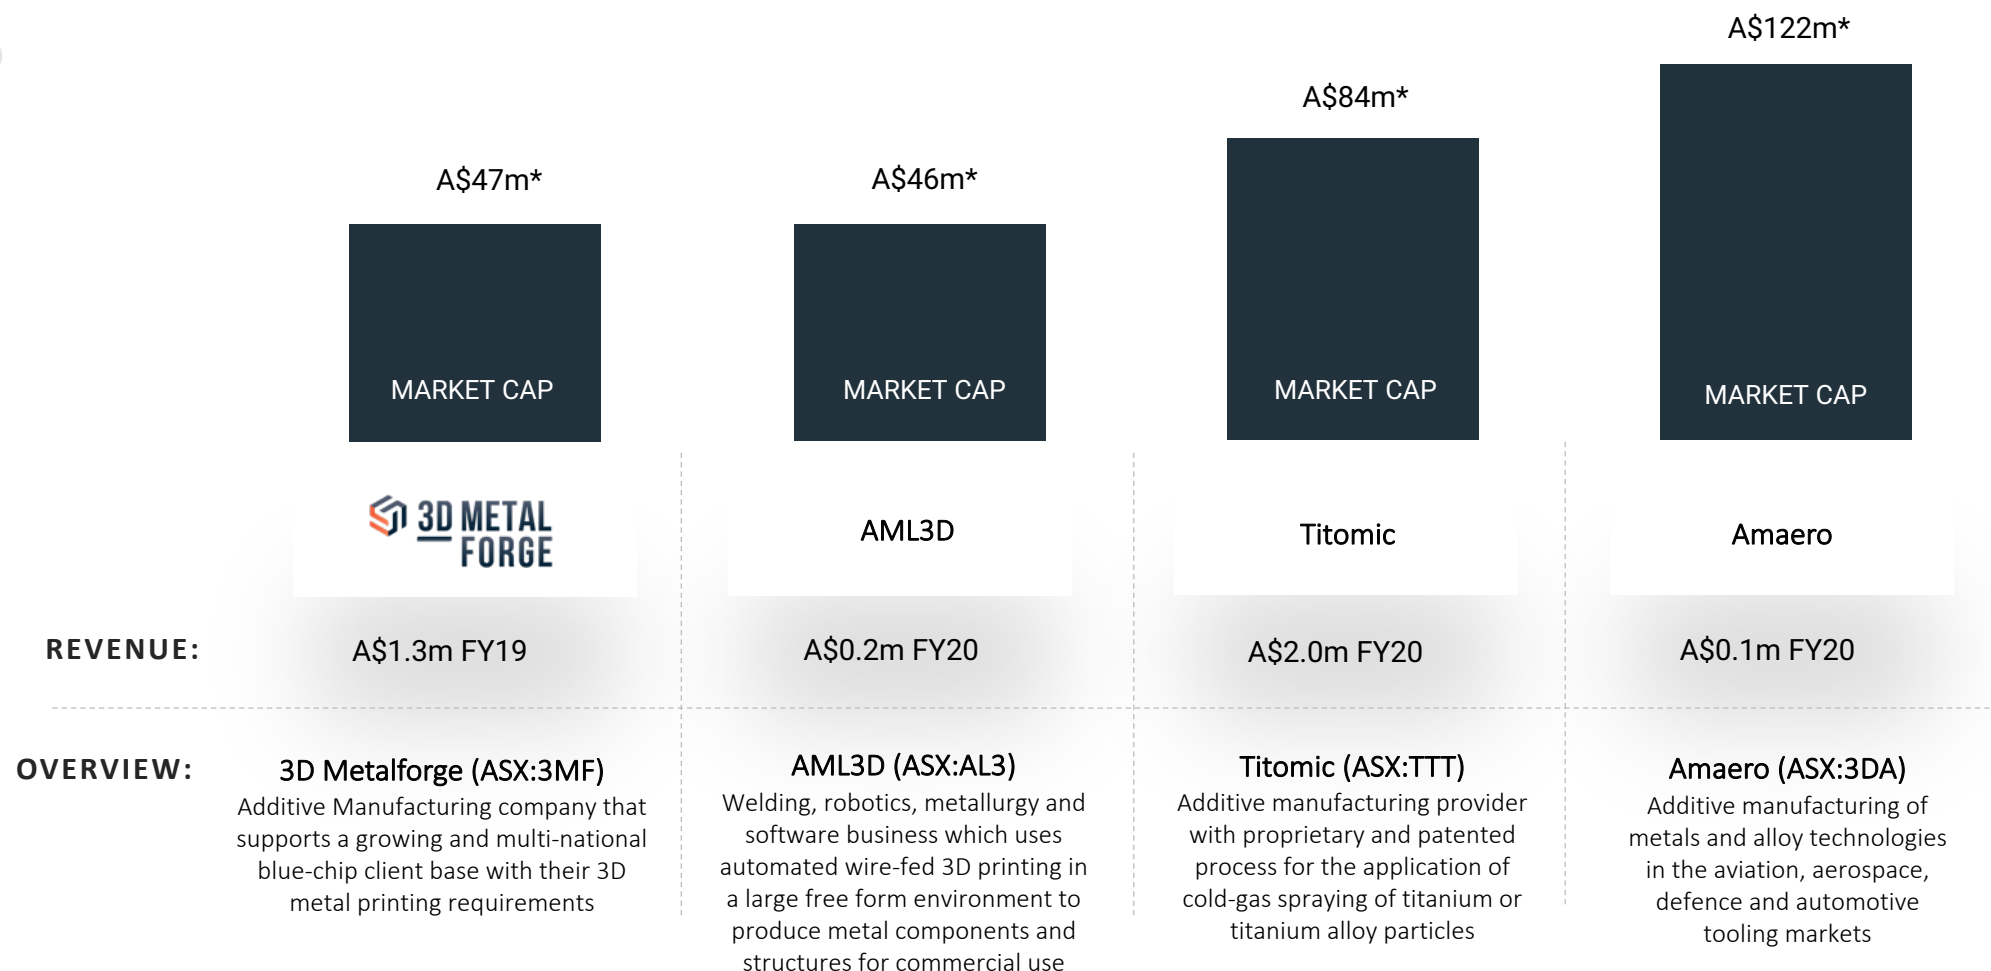 A$122m*
A$84m*
A$47m*
A$46m*
MARKET CAP
MARKET CAP
MARKET CAP
MARKET CAP
3D METAL
FORGE
AML3D
Titomic
Amaero
REVENUE:
A$1.3m FY19
A$0.2m FY20
A$2.0m FY20
A$0.1m FY20
OVERVIEW:
3D Metalforge (ASX:3MF)
Additive Manufacturing company that
supports a growing and multi-national
blue-chip client base with their 3D
metal printing requirements
AML3D (ASX:AL3)
Welding, robotics, metallurgy and
software business which uses
automated wire-fed 3D printing in
a large free form environment to
produce metal components and
structures for commercial use
Titomic (ASX:TTT)
Additive manufacturing provider
with proprietary and patented
process for the application of
cold-gas spraying of titanium or
titanium alloy particles
Amaero (ASX:3DA)
Additive manufacturing of
metals and alloy technologies
in the aviation, aerospace,
defence and automotive
tooling markets